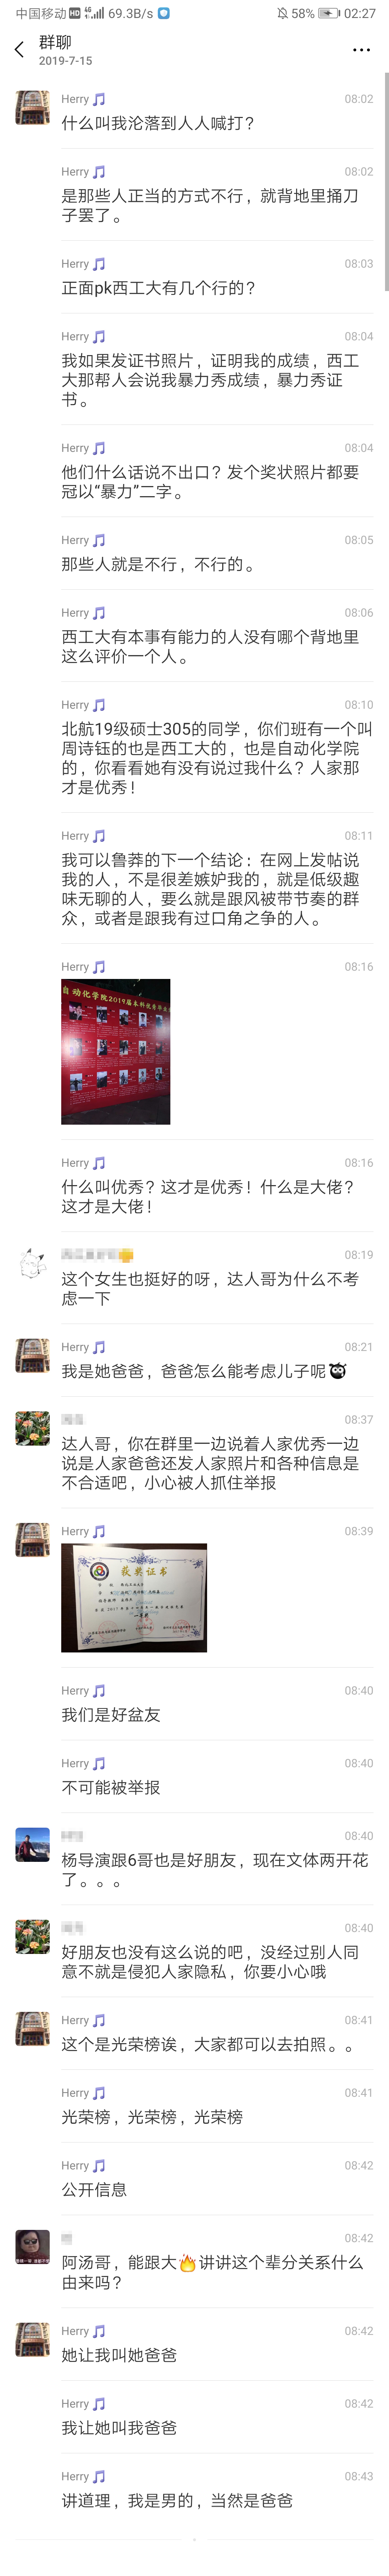 中国移动 HD 4G 69.3B/s 58% 02:27
群聊
2019-7-15
Herry 08:02
什么叫我沦落到人人喊打？
Herry 08:02
是那些人正当的方式不行，就背地里捅刀
子罢了。
Herry 08:03
正面pk西工大有几个行的？
Herry 08:04
我如果发证书照片，证明我的成绩，西工
大那帮人会说我暴力秀成绩，暴力秀证
书。
Herry 08:04
他们什么话说不出口？发个奖状照片都要
冠以“暴力”二字。
Herry 08:05
那些人就是不行，不行的。
Herry 08:06
西工大有本事有能力的人没有哪个背地里
这么评价一个人。
Herry 08:10
北航19级硕士305的同学，你们班有一个叫
周诗钰的也是西工大的，也是自动化学院
的，你看看她有没有说过我什么？人家那
才是优秀！
Herry 08:11
我可以鲁莽的下一个结论：在网上发帖说
我的人，不是很差嫉妒我的，就是低级趣
味无聊的人，要么就是跟风被带节奏的群
众，或者是跟我有过口角之争的人。
Herry 08:16
自动化学院2019届本科优秀毕业
Herry 08:16
什么叫优秀？这才是优秀！什么是大佬？
这才是大佬！
08:19
这个女生也挺好的呀，达人哥为什么不考
虑一下
Herry 08:21
我是她爸爸，爸爸怎么能考虑儿子呢
08:37
达人哥，你在群里一边说着人家优秀一边
说是人家爸爸还发人家照片和各种信息是
不合适吧，小心被人抓住举报
Herry 08:39
获奖证书
Herry 08:40
我们是好盆友
Herry 08:40
不可能被举报
08:40
杨导演跟6哥也是好朋友，现在文体两开花
了。。。
08:40
好朋友也没有这么说的吧，没经过别人同
意不就是侵犯人家隐私，你要小心哦
Herry 08:41
这个是光荣榜诶，大家都可以去拍照。。
Herry 08:41
光荣榜，光荣榜，光荣榜
Herry 08:42
公开信息
08:42
阿汤哥，能跟大🔥讲讲这个辈分关系什么
由来吗？
Herry 08:42
她让我叫她爸爸
Herry 08:42
我让她叫我爸爸
Herry 08:43
讲道理，我是男的，当然是爸爸